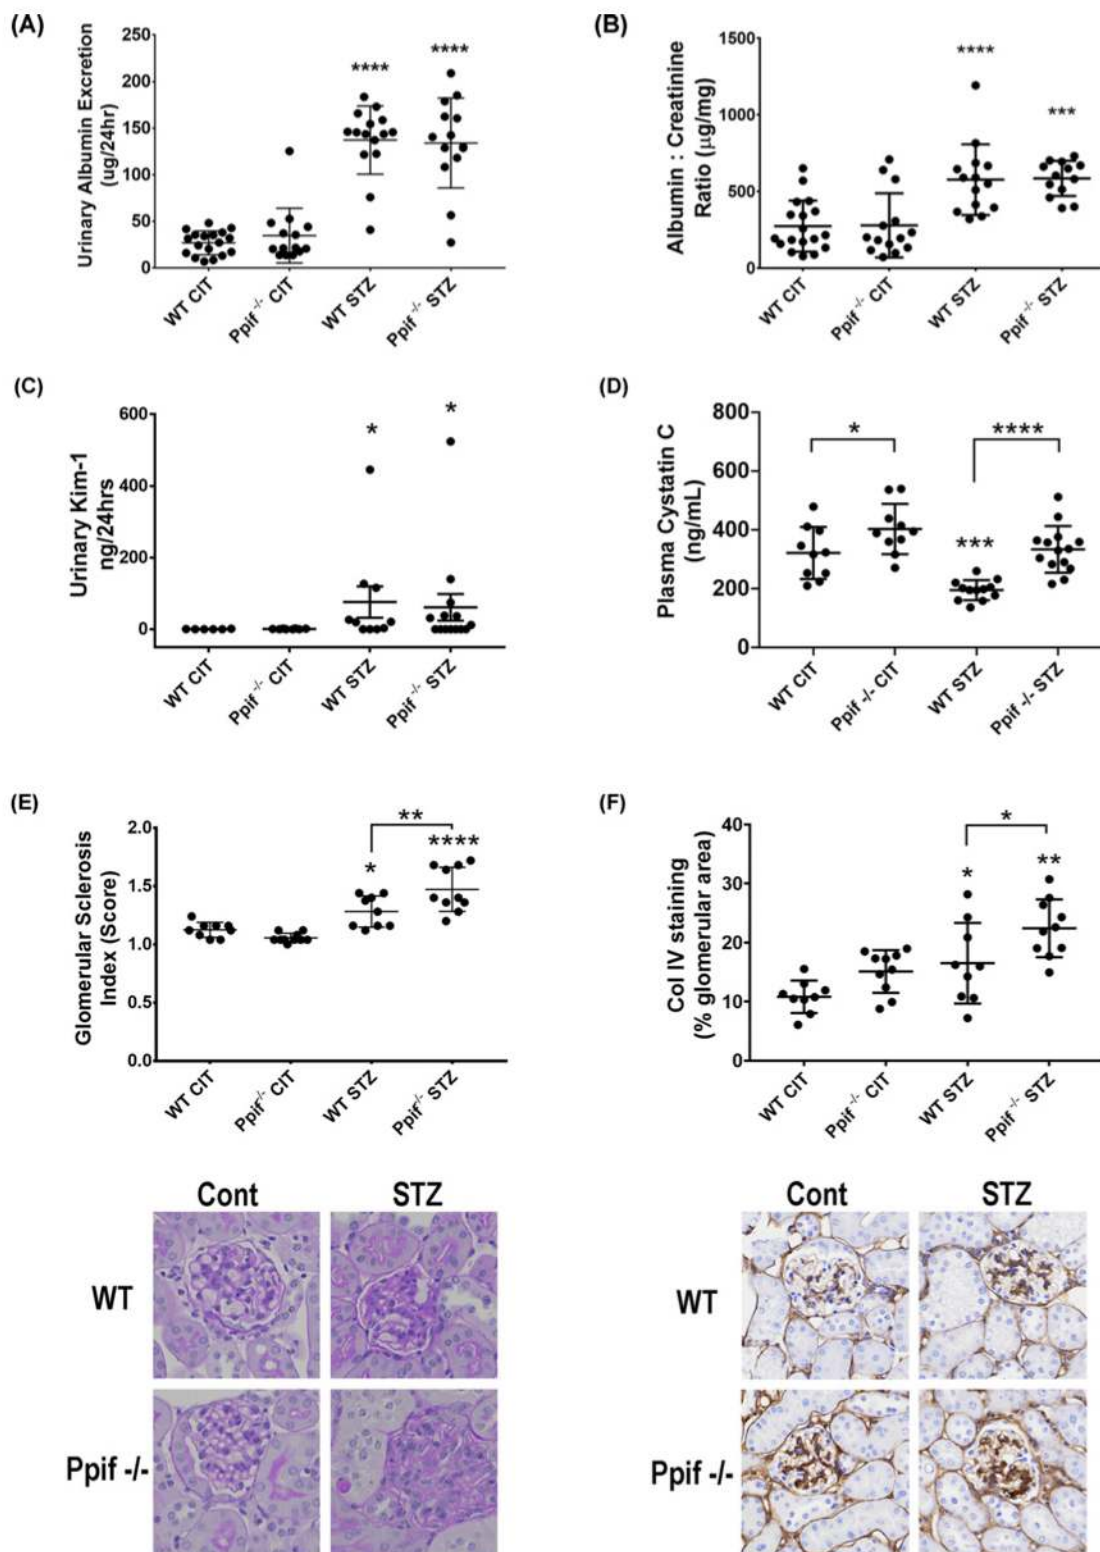 (A)
Urinary Albumin Excretion
(ug/24hr)
250
200
150
100
50
0
****
****
WT CIT
Ppif -/- CIT
WT STZ
Ppif -/- STZ
(B)
Albumin : Creatinine
Ratio (µg/mg)
1500
1000
500
0
****
***
WT CIT
Ppif -/- CIT
WT STZ
Ppif -/- STZ
(C)
Urinary Kim-1
ng/24hrs
600
400
200
0
*
*
WT CIT
Ppif -/- CIT
WT STZ
Ppif -/- STZ
(D)
Plasma Cystatin C
(ng/mL)
800
600
400
200
0
*
****
***
WT CIT
Ppif -/- CIT
WT STZ
Ppif -/- STZ
(E)
Glomerular Sclerosis
Index (Score)
2.0
1.5
1.0
0.5
0.0
**
*
****
WT CIT
Ppif -/- CIT
WT STZ
Ppif -/- STZ
(F)
Col IV staining
(% glomerular area)
40
30
20
10
0
*
*
**
WT CIT
Ppif -/- CIT
WT STZ
Ppif -/- STZ
Cont STZ
WT
Ppif -/-
Cont STZ
WT
Ppif -/-